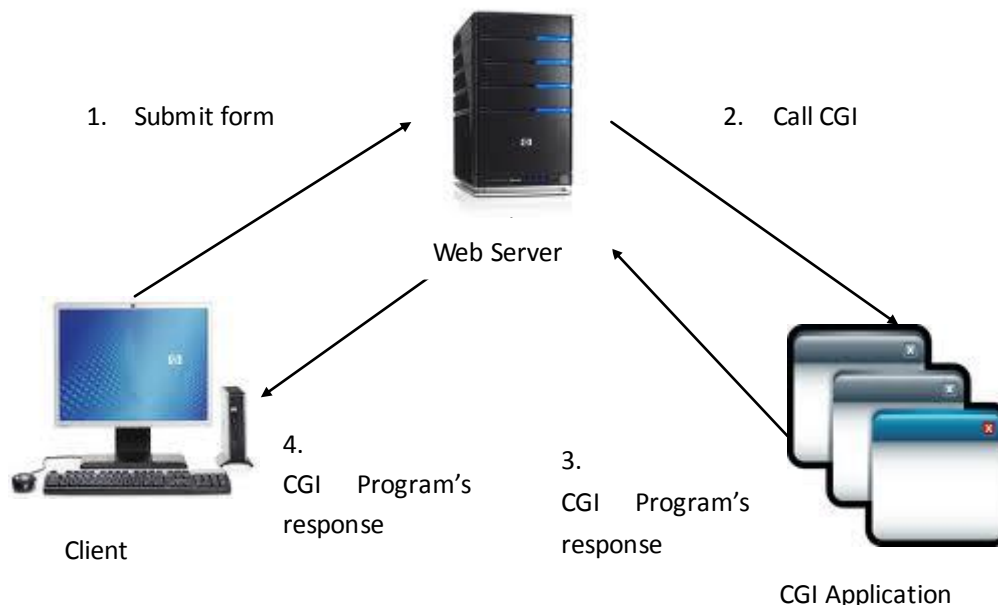 1. Submit form
2. Call CGI
Web Server
4.
CGI Program’s
response
3.
CGI Program’s
response
Client
CGI Application